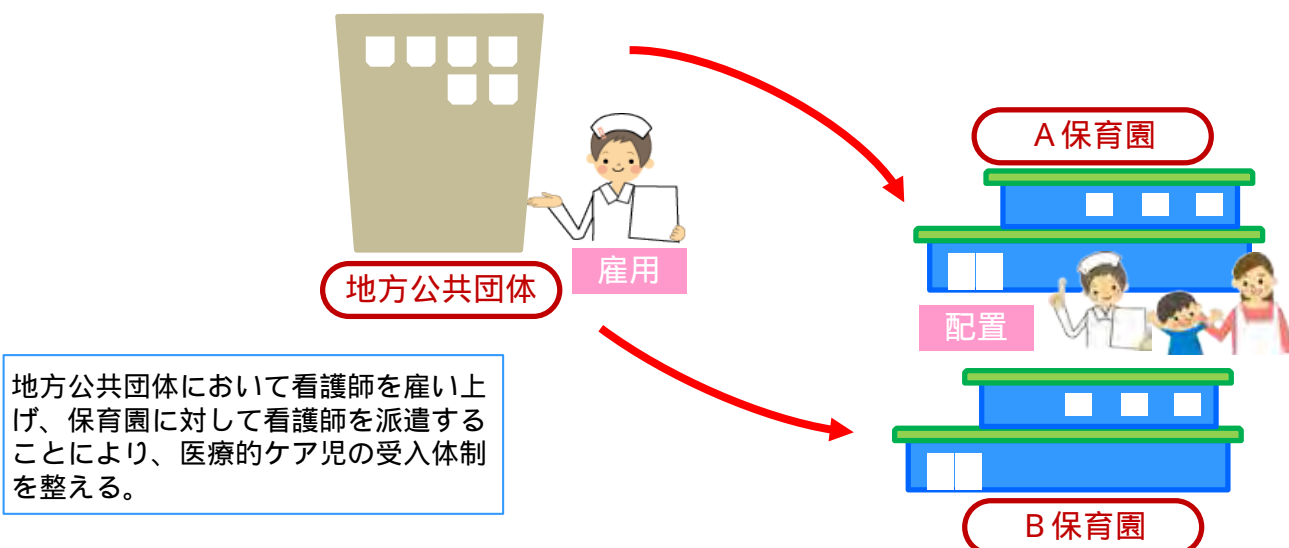 A保育園
地方公共団体
雇用
配置
地方公共団体において看護師を雇い上
げ、保育園に対して看護師を派遣する
ことにより、医療的ケア児の受入体制
を整える。
B保育園